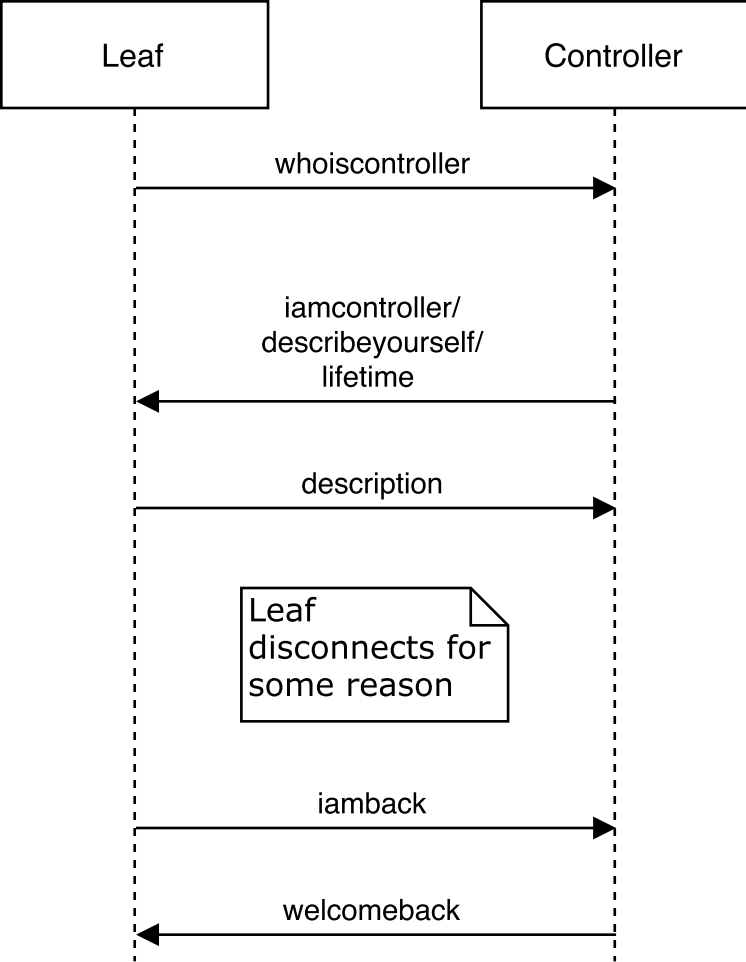 Leaf
Controller
whoiscontroller
iamcontroller/
describeyourself/
lifetime
description
Leaf
disconnects for
some reason
iamback
welcomeback